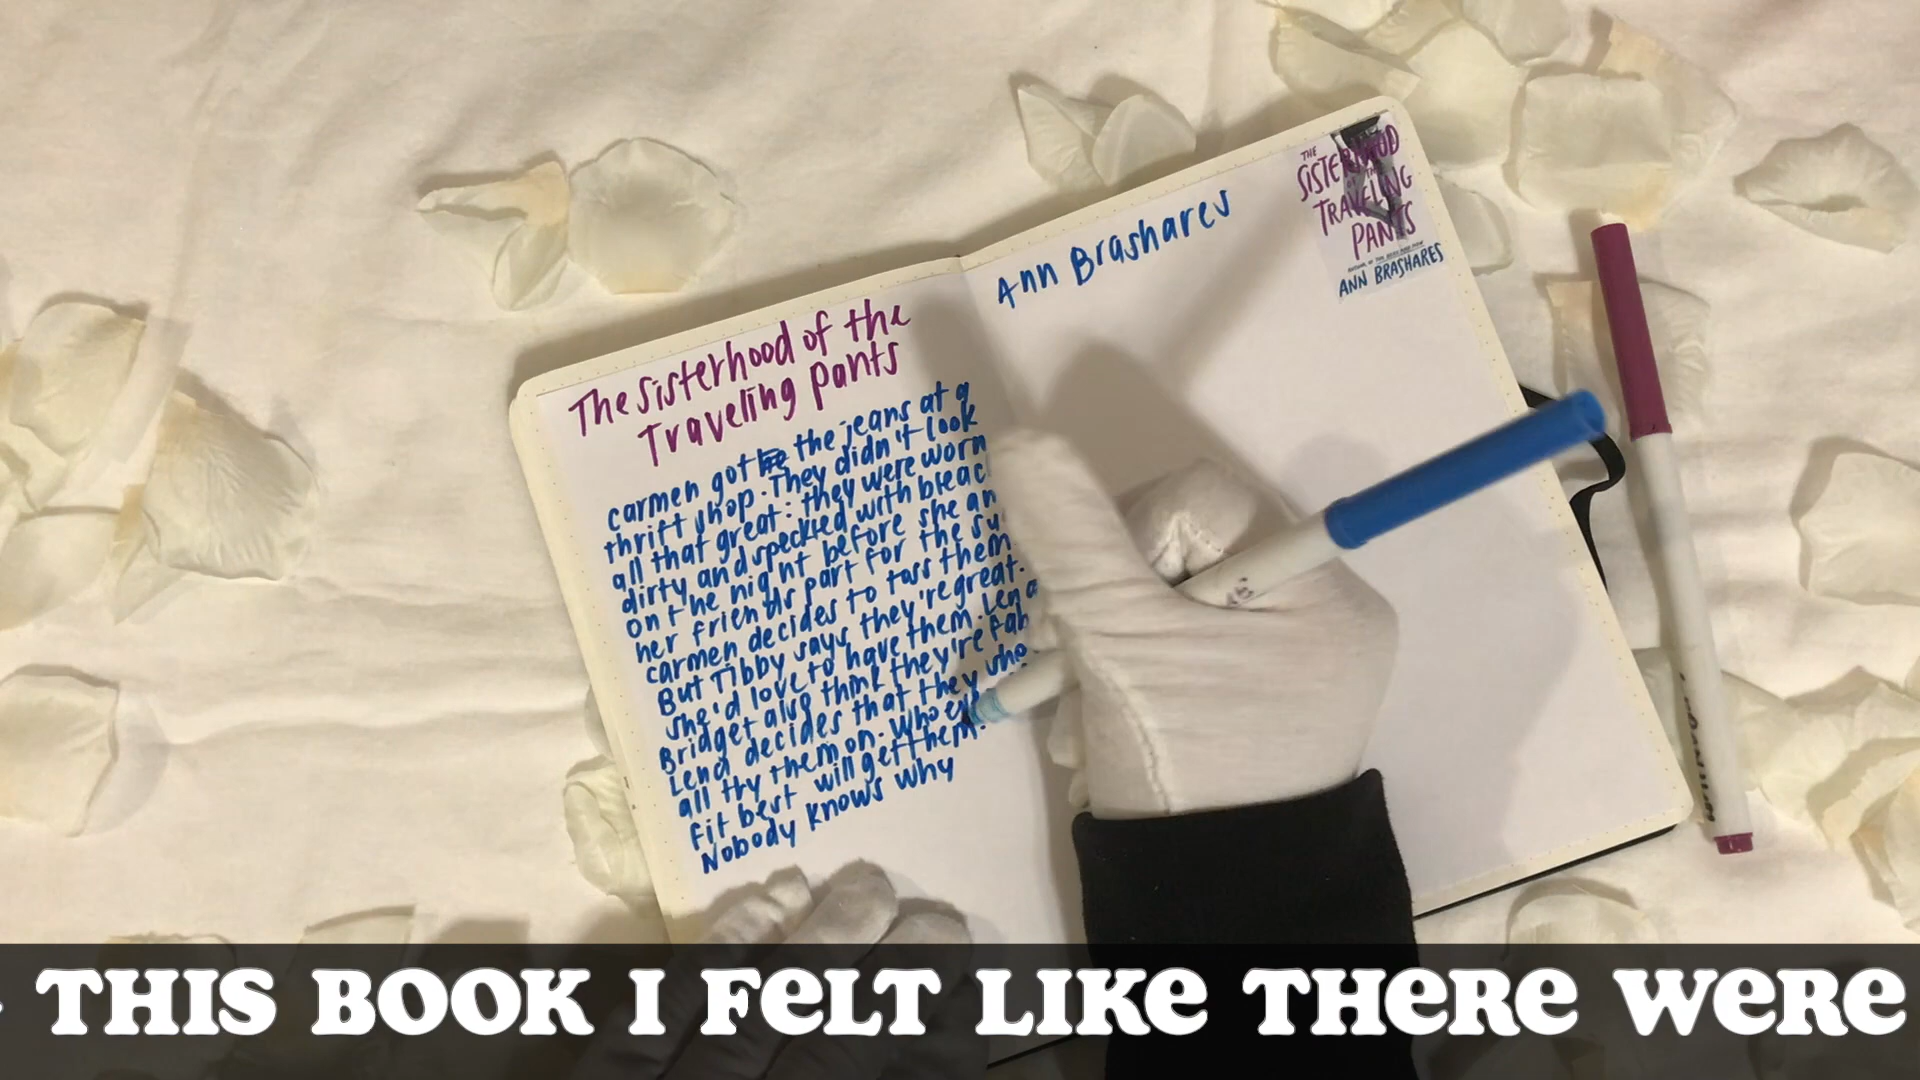 The Sisterhood of the
Traveling Pants
carmen got the jeans at a
thrift shop. They didn't look
all that great: they were worn
dirty and speckled with bleac
on the night before she an
her friends part for the su
carmen decides to toss them
But Tibby says they're great.
she'd love to have them. Lena
Bridget also think they're fab
Lena decides that they sho
all try them on. Who e
fit best will get them.
Nobody knows why
Ann Brashares
THE
SISTERHOOD
OF THE
TRAVELING
PANTS
ANN BRASHARES
THIS BOOK I FELT LIKE THERE WERE